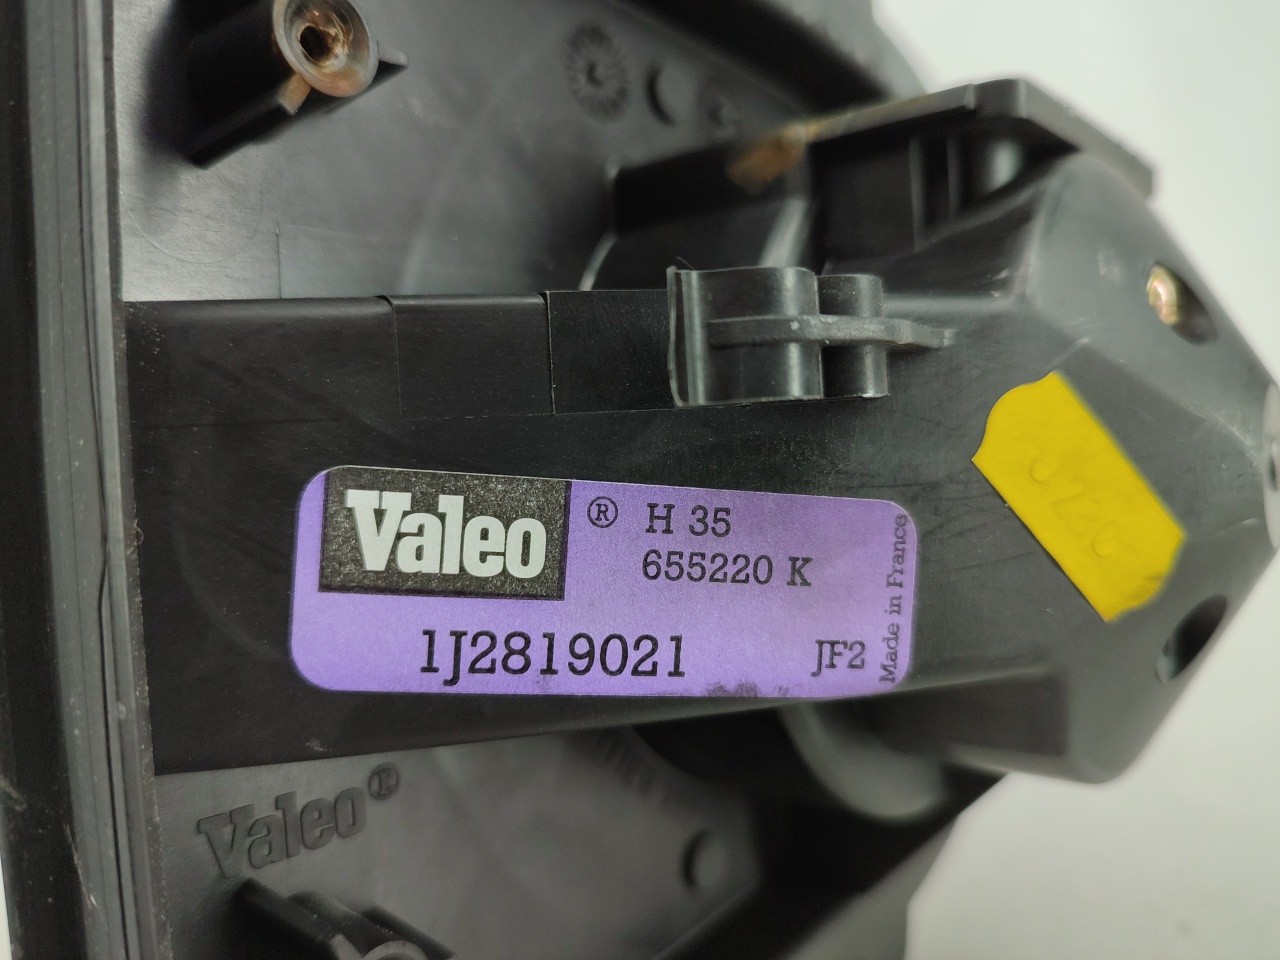 Valeo ® H 35
655220 K
1J2819021
JF2
Made in France
Valeo®